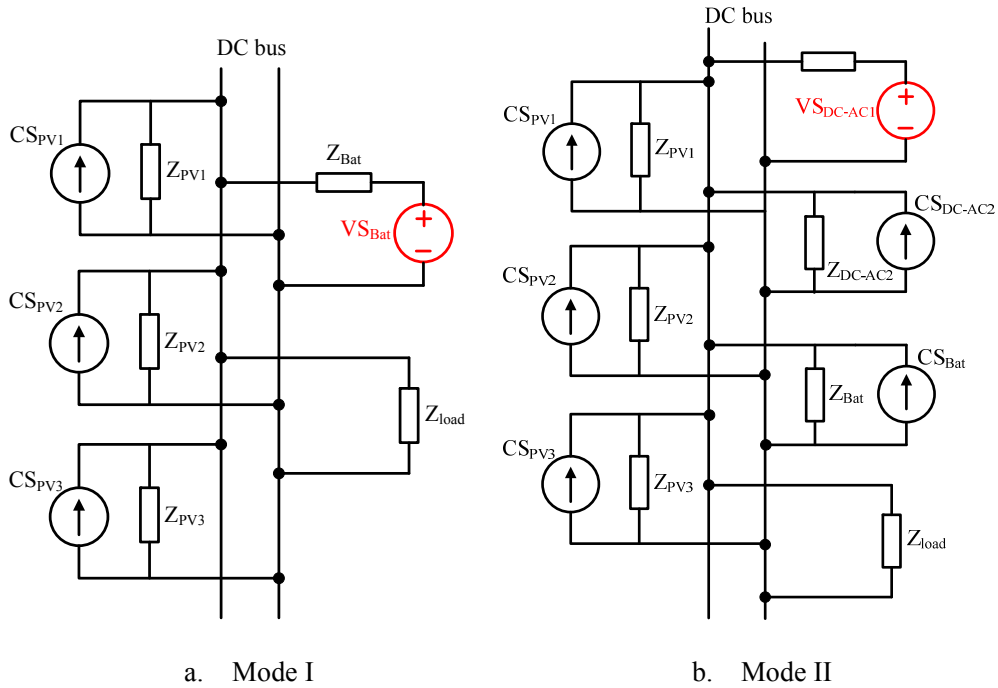 DC bus
CSPV1
ZPV1
ZBat
VSBat
+
−
CSPV2
ZPV2
Zload
CSPV3
ZPV3
a. Mode I
DC bus
VSDC-AC1
+
−
CSPV1
ZPV1
CSDC-AC2
ZDC-AC2
CSPV2
ZPV2
CSBat
ZBat
CSPV3
ZPV3
Zload
b. Mode II